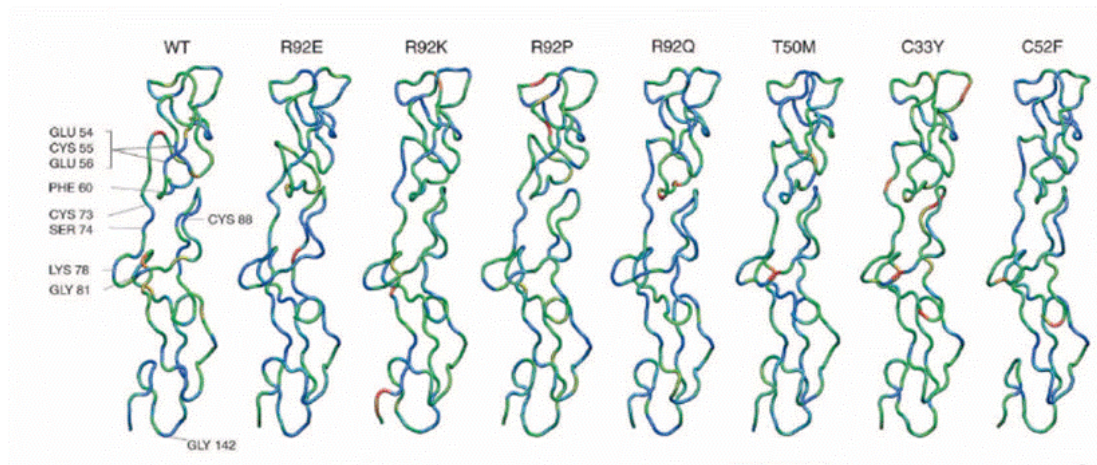 WT R92E R92K R92P R92Q T50M C33Y C52F
GLU 54
CYS 55
GLU 56
PHE 60
CYS 73
CYS 88
SER 74
LYS 78
GLY 81
GLY 142